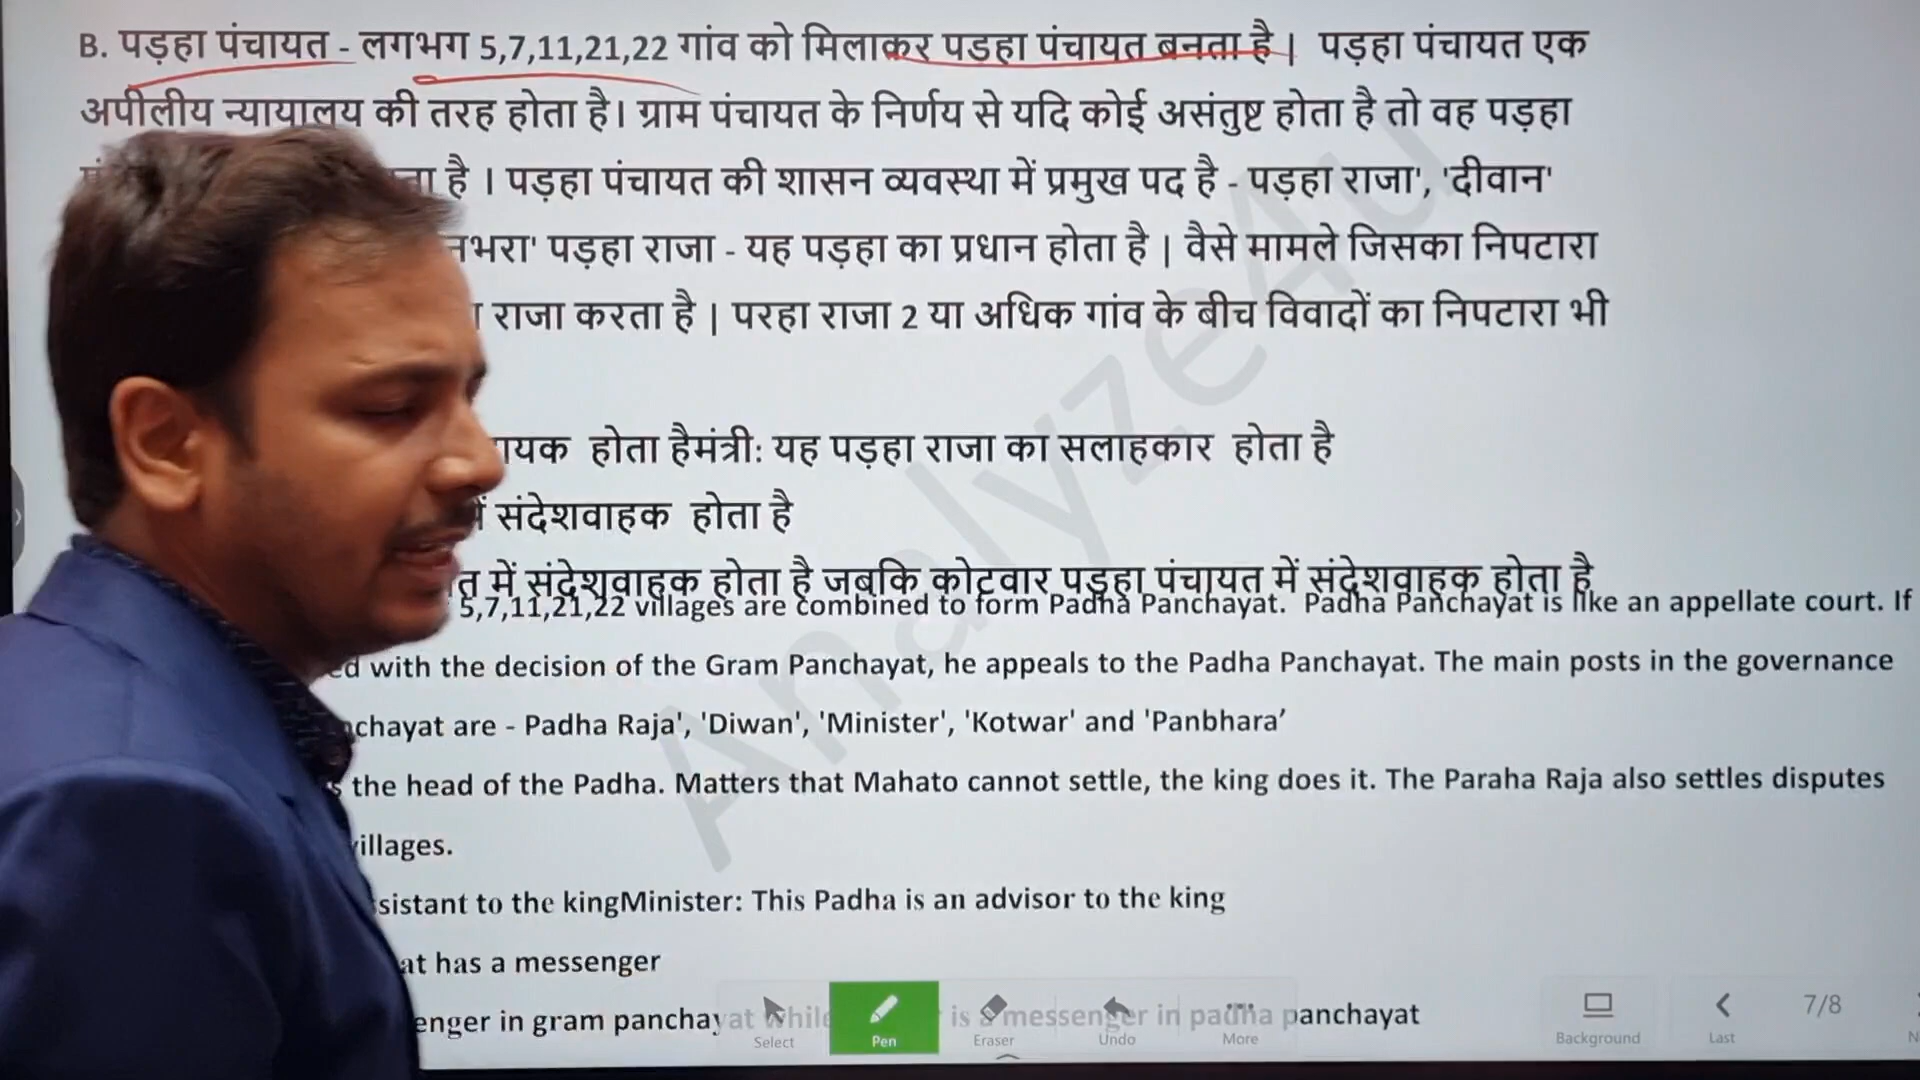 B. पड़हा पंचायत - लगभग 5,7,11,21,22 गांव को मिलाकर पड़हा पंचायत बनता है | पड़हा पंचायत एक
अपीलीय न्यायालय की तरह होता है। ग्राम पंचायत के निर्णय से यदि कोई असंतुष्ट होता है तो वह पड़हा
है । पड़हा पंचायत की शासन व्यवस्था में प्रमुख पद है - पड़हा राजा', 'दीवान'
पड़हा राजा - यह पड़हा का प्रधान होता है | वैसे मामले जिसका निपटारा
राजा करता है | परहा राजा 2 या अधिक गांव के बीच विवादों का निपटारा भी
होता हैमंत्री: यह पड़हा राजा का सलाहकार होता है
संदेशवाहक होता है
में संदेशवाहक होता है जबकि कोटवार पड़हा पंचायत में संदेशवाहक होता है
5,7,11,21,22 villages are combined to form Padha Panchayat. Padha Panchayat is like an appellate court. If
with the decision of the Gram Panchayat, he appeals to the Padha Panchayat. The main posts in the governance
are - Padha Raja', 'Diwan', 'Minister', 'Kotwar' and 'Panbhara’
the head of the Padha. Matters that Mahato cannot settle, the king does it. The Paraha Raja also settles disputes
villages.
to the kingMinister: This Padha is an advisor to the king
has a messenger
in gram panchayat while is a messenger in padha panchayat
Analyze4u
Select
Pen
Eraser
Undo
More
Background
Last
7/8